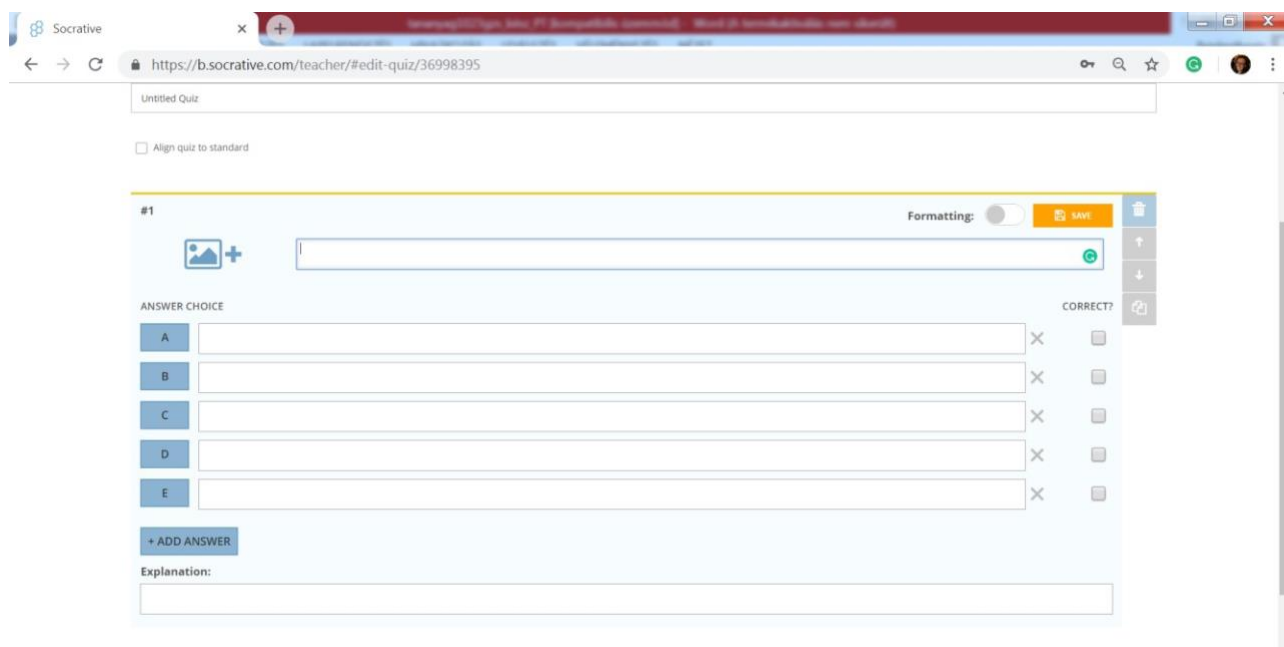 Socrative
https://b.socrative.com/teacher/#edit-quiz/36998395
Untitled Quiz
Align quiz to standard
#1
Formatting:
SAVE
ANSWER CHOICE
CORRECT?
A
B
C
D
E
+ ADD ANSWER
Explanation: